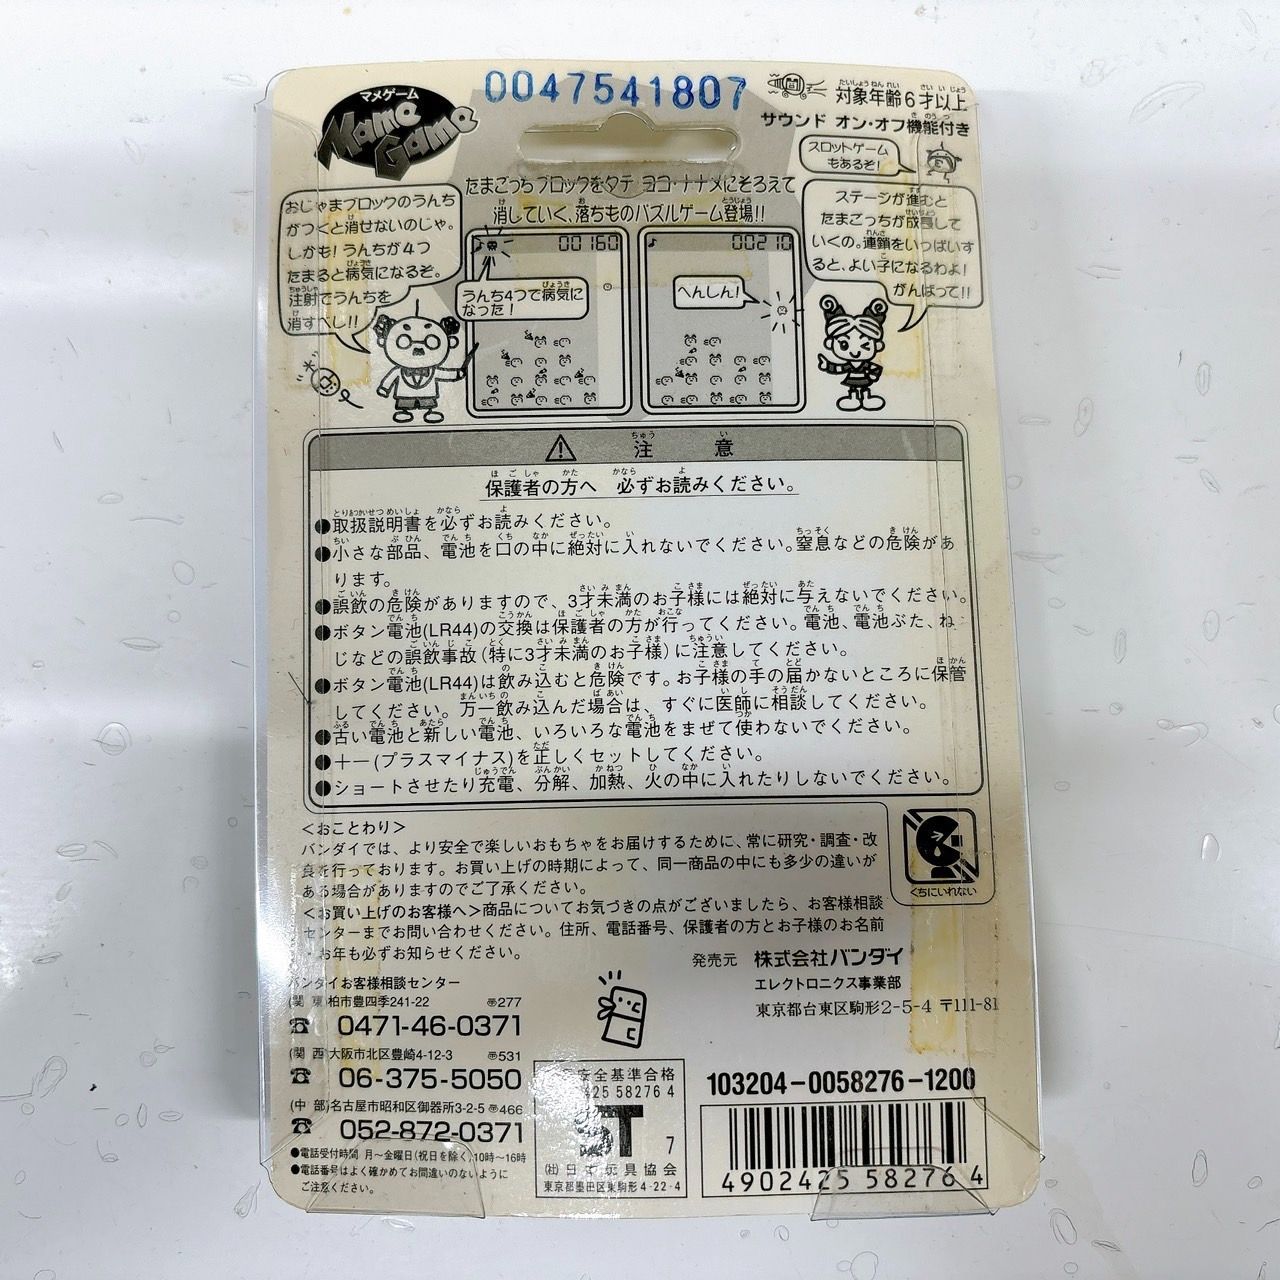 0047541807
マメゲーム
Mame Game
対象年齢6才以上
サウンド オン・オフ機能付き
スロットゲーム
もあるぞ!
たまごっちブロックをタテ ヨコ・ナナメにそろえて
消していく、落ちものパズルゲーム登場!!
おじゃまブロックのうんち
がつくと消せないのじゃ。
しかも!うんちが4つ
たまると病気になるぞ。
注射でうんちを
消すべし!!
00160
うんち4つで病気に
なった!
00210
へんしん!
ステージが進むと
たまごっちが成長して
いくの。連鎖をいっぱいす
ると、よい子になるわよ!
がんばって!!
注意
保護者の方へ 必ずお読みください。
●取扱説明書を必ずお読みください。
●小さな部品、電池を口の中に絶対に入れないでください。窒息などの危険があ
ります。
●誤飲の危険がありますので、3才未満のお子様には絶対に与えないでください。
●ボタン電池(LR44)の交換は保護者の方が行ってください。電池、電池ぶた、ね
じなどの誤飲事故(特に3才未満のお子様)に注意してください。
●ボタン電池(LR44)は飲み込むと危険です。お子様の手の届かないところに保管
してください。万一飲み込んだ場合は、すぐに医師に相談してください。
●古い電池と新しい電池、いろいろな電池をまぜて使わないでください。
●+-(プラスマイナス)を正しくセットしてください。
●ショートさせたり充電、分解、加熱、火の中に入れたりしないでください。
<おことわり>
バンダイでは、より安全で楽しいおもちゃをお届けするために、常に研究・調査・改
良を行っております。お買い上げの時期によって、同一商品の中にも多少の違いが
ある場合がありますのでご了承ください。
<お買い上げのお客様へ>商品についてお気づきの点がございましたら、お客様相談
センターまでお問い合わせください。住所、電話番号、保護者の方とお子様のお名前
・お年も必ずお知らせください。
くちにいれない
バンダイお客様相談センター
(関 東)柏市豊四季241-22 〠277
☎ 0471-46-0371
(関 西)大阪市北区豊崎4-12-3 〠531
☎ 06-375-5050
(中 部)名古屋市昭和区御器所3-2-5 〠466
☎ 052-872-0371
●電話受付時間 月~金曜日(祝日を除く)10時~16時
●電話番号はよく確かめてお間違いのないように
ご注意ください。
発売元 株式会社バンダイ
エレクトロニクス事業部
東京都台東区駒形2-5-4 〒111-81
安全基準合格
425 58276 4
ST 7
(社)日本玩具協会
東京都墨田区東駒形4-22-4
103204-0058276-1200
4902425 58276 4